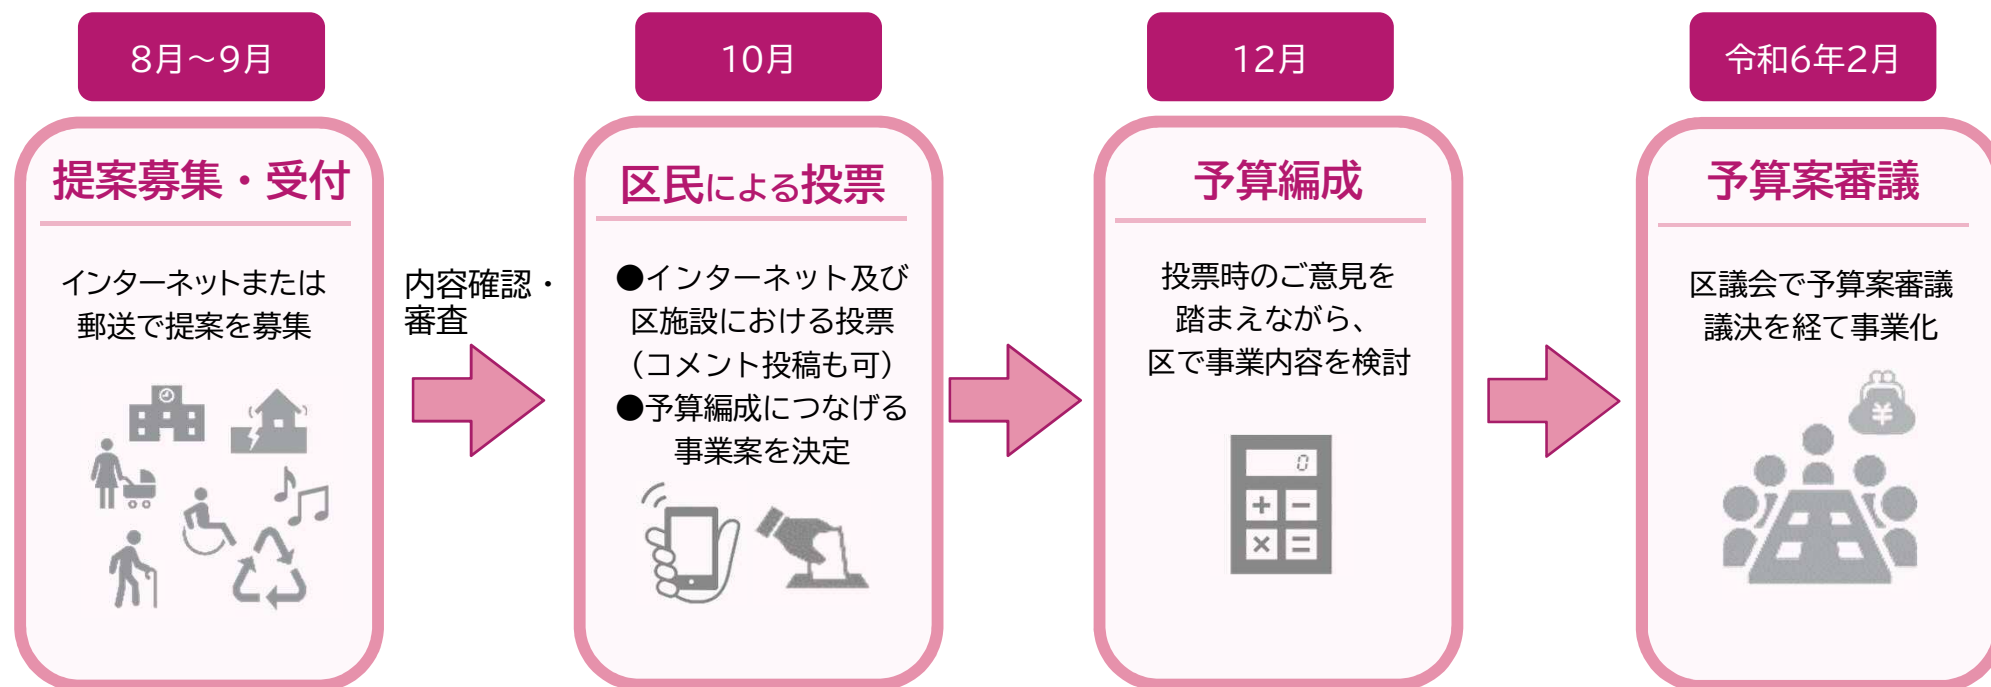 8月～9月
提案募集・受付
インターネットまたは
郵送で提案を募集
内容確認・
審査
10月
区民による投票
●インターネット及び
区施設における投票
（コメント投稿も可）
●予算編成につなげる
事業案を決定
12月
予算編成
投票時のご意見を
踏まえながら、
区で事業内容を検討
0
+ −
× =
令和6年2月
予算案審議
区議会で予算案審議
議決を経て事業化
¥